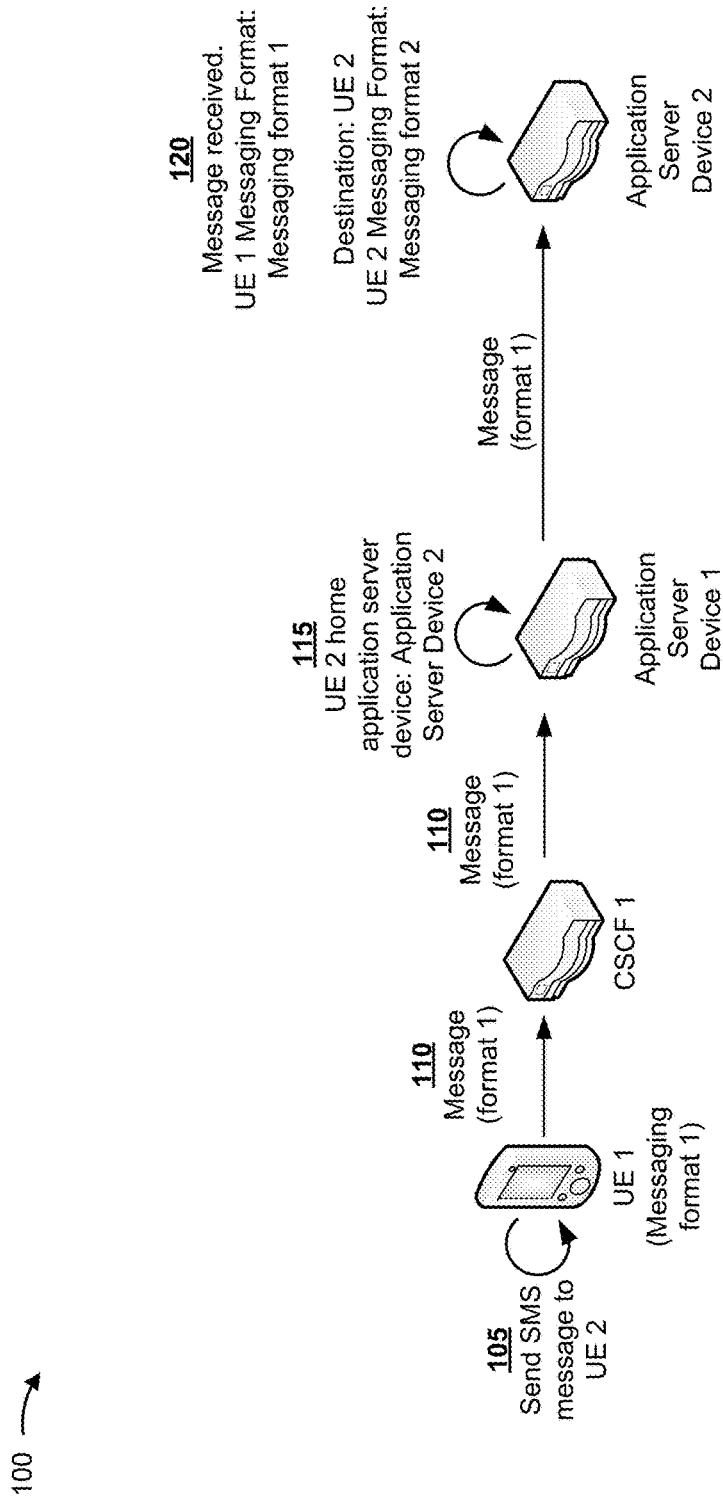 100
105
Send SMS
message to
UE 2
UE 1
(Messaging
format 1)
110
Message
(format 1)
CSCF 1
110
Message
(format 1)
115
UE 2 home
application server
device: Application
Server Device 2
Application
Server
Device 1
Message
(format 1)
120
Message received.
UE 1 Messaging Format:
Messaging format 1
Destination: UE 2
UE 2 Messaging Format:
Messaging format 2
Application
Server
Device 2